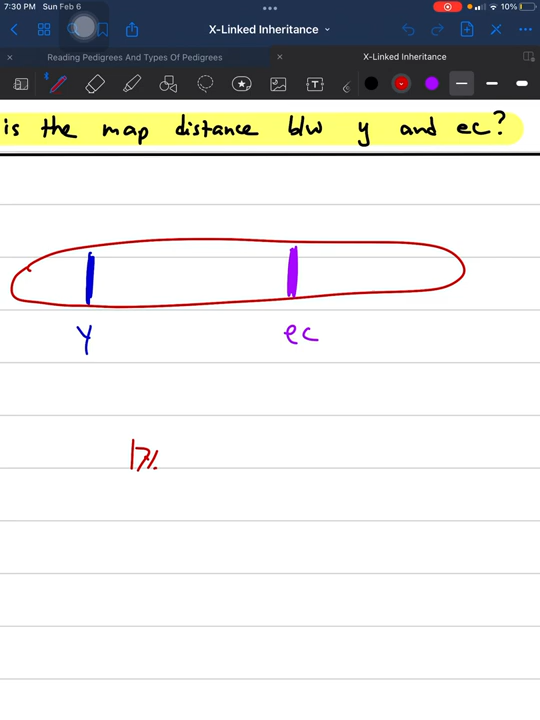 7:30 PM Sun Feb 6
10%
X-Linked Inheritance
Reading Pedigrees And Types Of Pedigrees
X-Linked Inheritance
is the map distance b/w y and ec?
y
ec